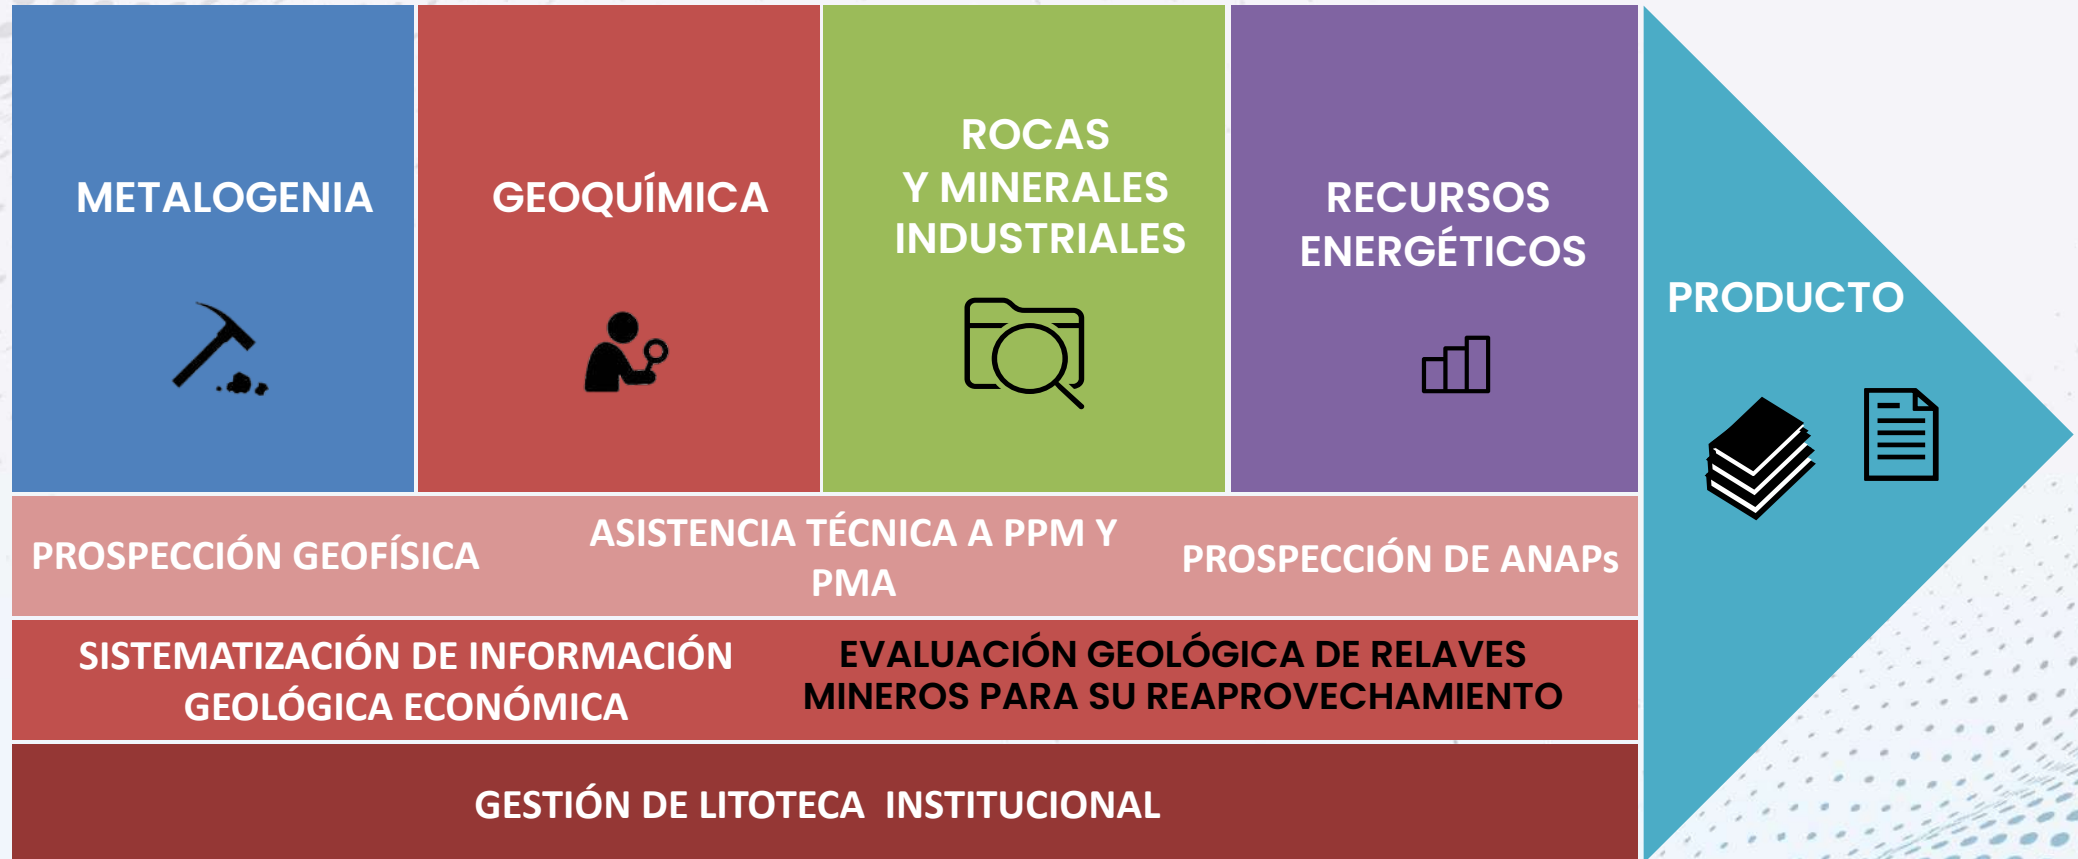 METALOGENIA
GEOQUÍMICA
ROCAS
Y MINERALES
INDUSTRIALES
RECURSOS
ENERGÉTICOS
PRODUCTO
PROSPECCIÓN GEOFÍSICA
ASISTENCIA TÉCNICA A PPM Y
PMA
PROSPECCIÓN DE ANAPs
SISTEMATIZACIÓN DE INFORMACIÓN
GEOLÓGICA ECONÓMICA
EVALUACIÓN GEOLÓGICA DE RELAVES
MINEROS PARA SU REAPROVECHAMIENTO
GESTIÓN DE LITOTECA INSTITUCIONAL